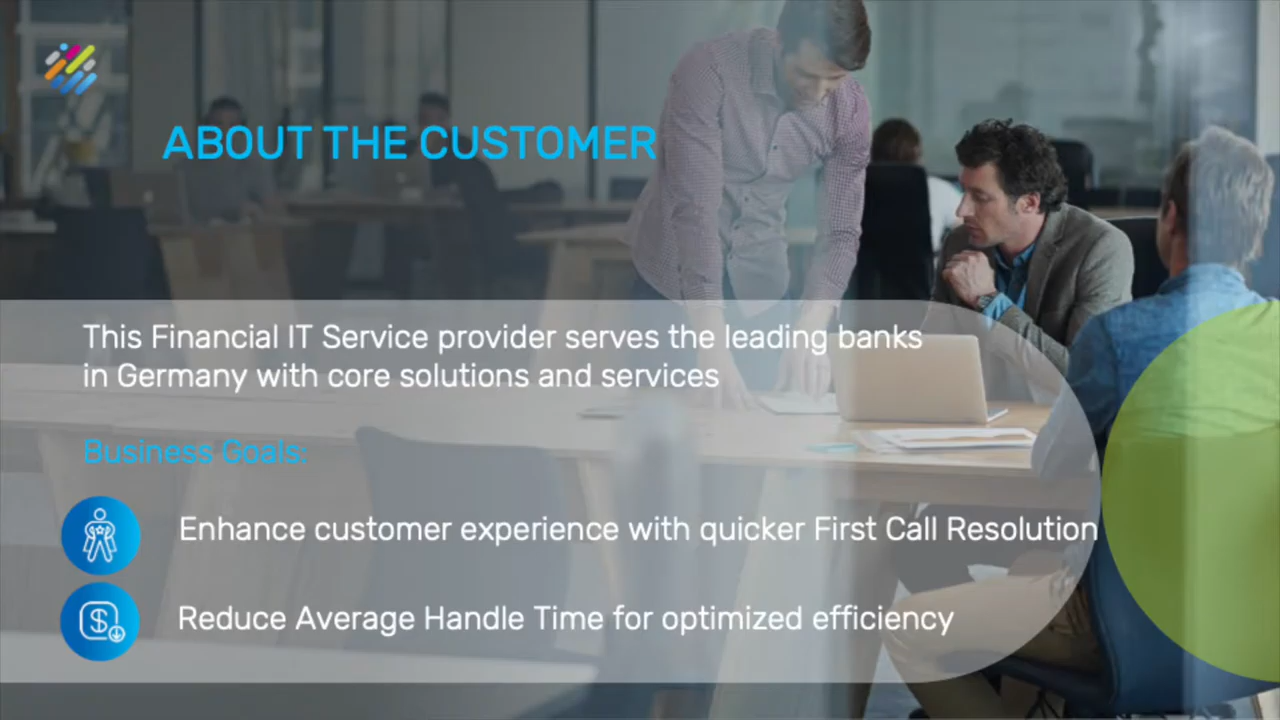 ABOUT THE CUSTOMER
This Financial IT Service provider serves the leading banks
in Germany with core solutions and services
Business Goals:
Enhance customer experience with quicker First Call Resolution
Reduce Average Handle Time for optimized efficiency